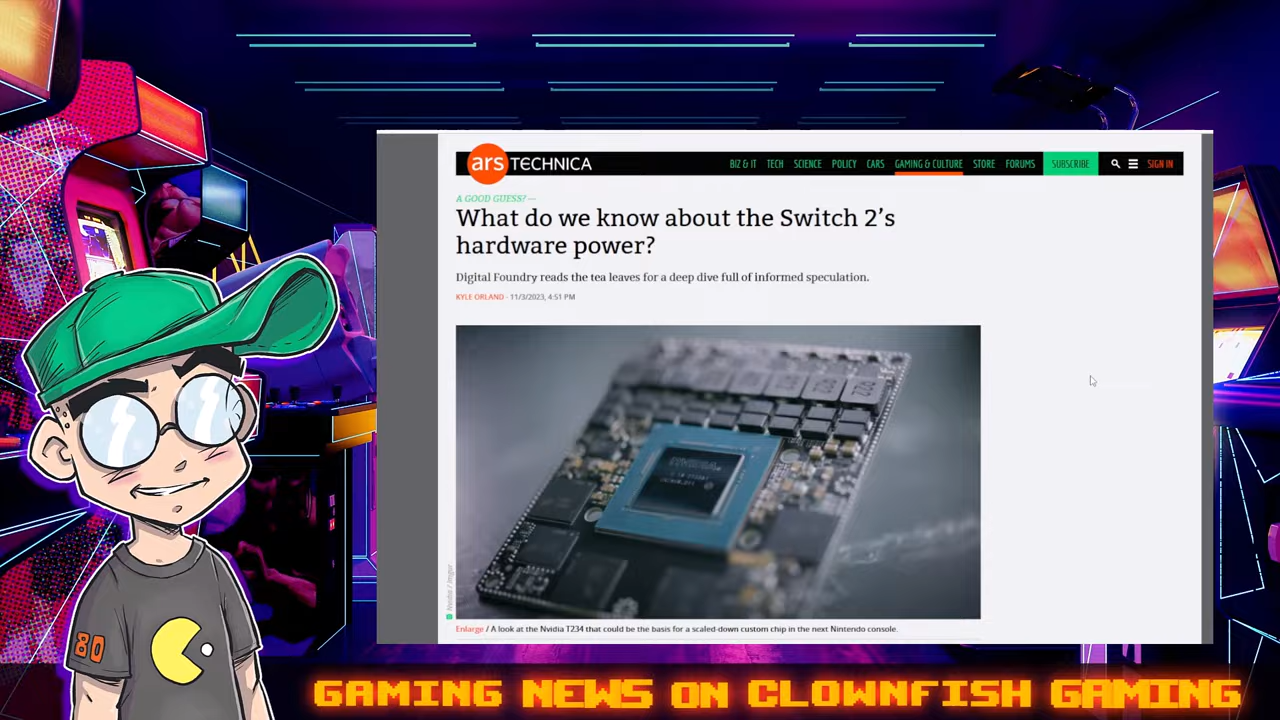 ars TECHNICA
BIZ & IT TECH SCIENCE POLICY CARS GAMING & CULTURE STORE FORUMS SUBSCRIBE SIGN IN
A GOOD GUESS? —
What do we know about the Switch 2's
hardware power?
Digital Foundry reads the tea leaves for a deep dive full of informed speculation.
KYLE ORLAND - 11/3/2023, 4:51 PM
Nvidia / Imgur
Enlarge / A look at the Nvidia T234 that could be the basis for a scaled-down custom chip in the next Nintendo console.
80
GAMING NEWS ON CLOWNFISH GAMING